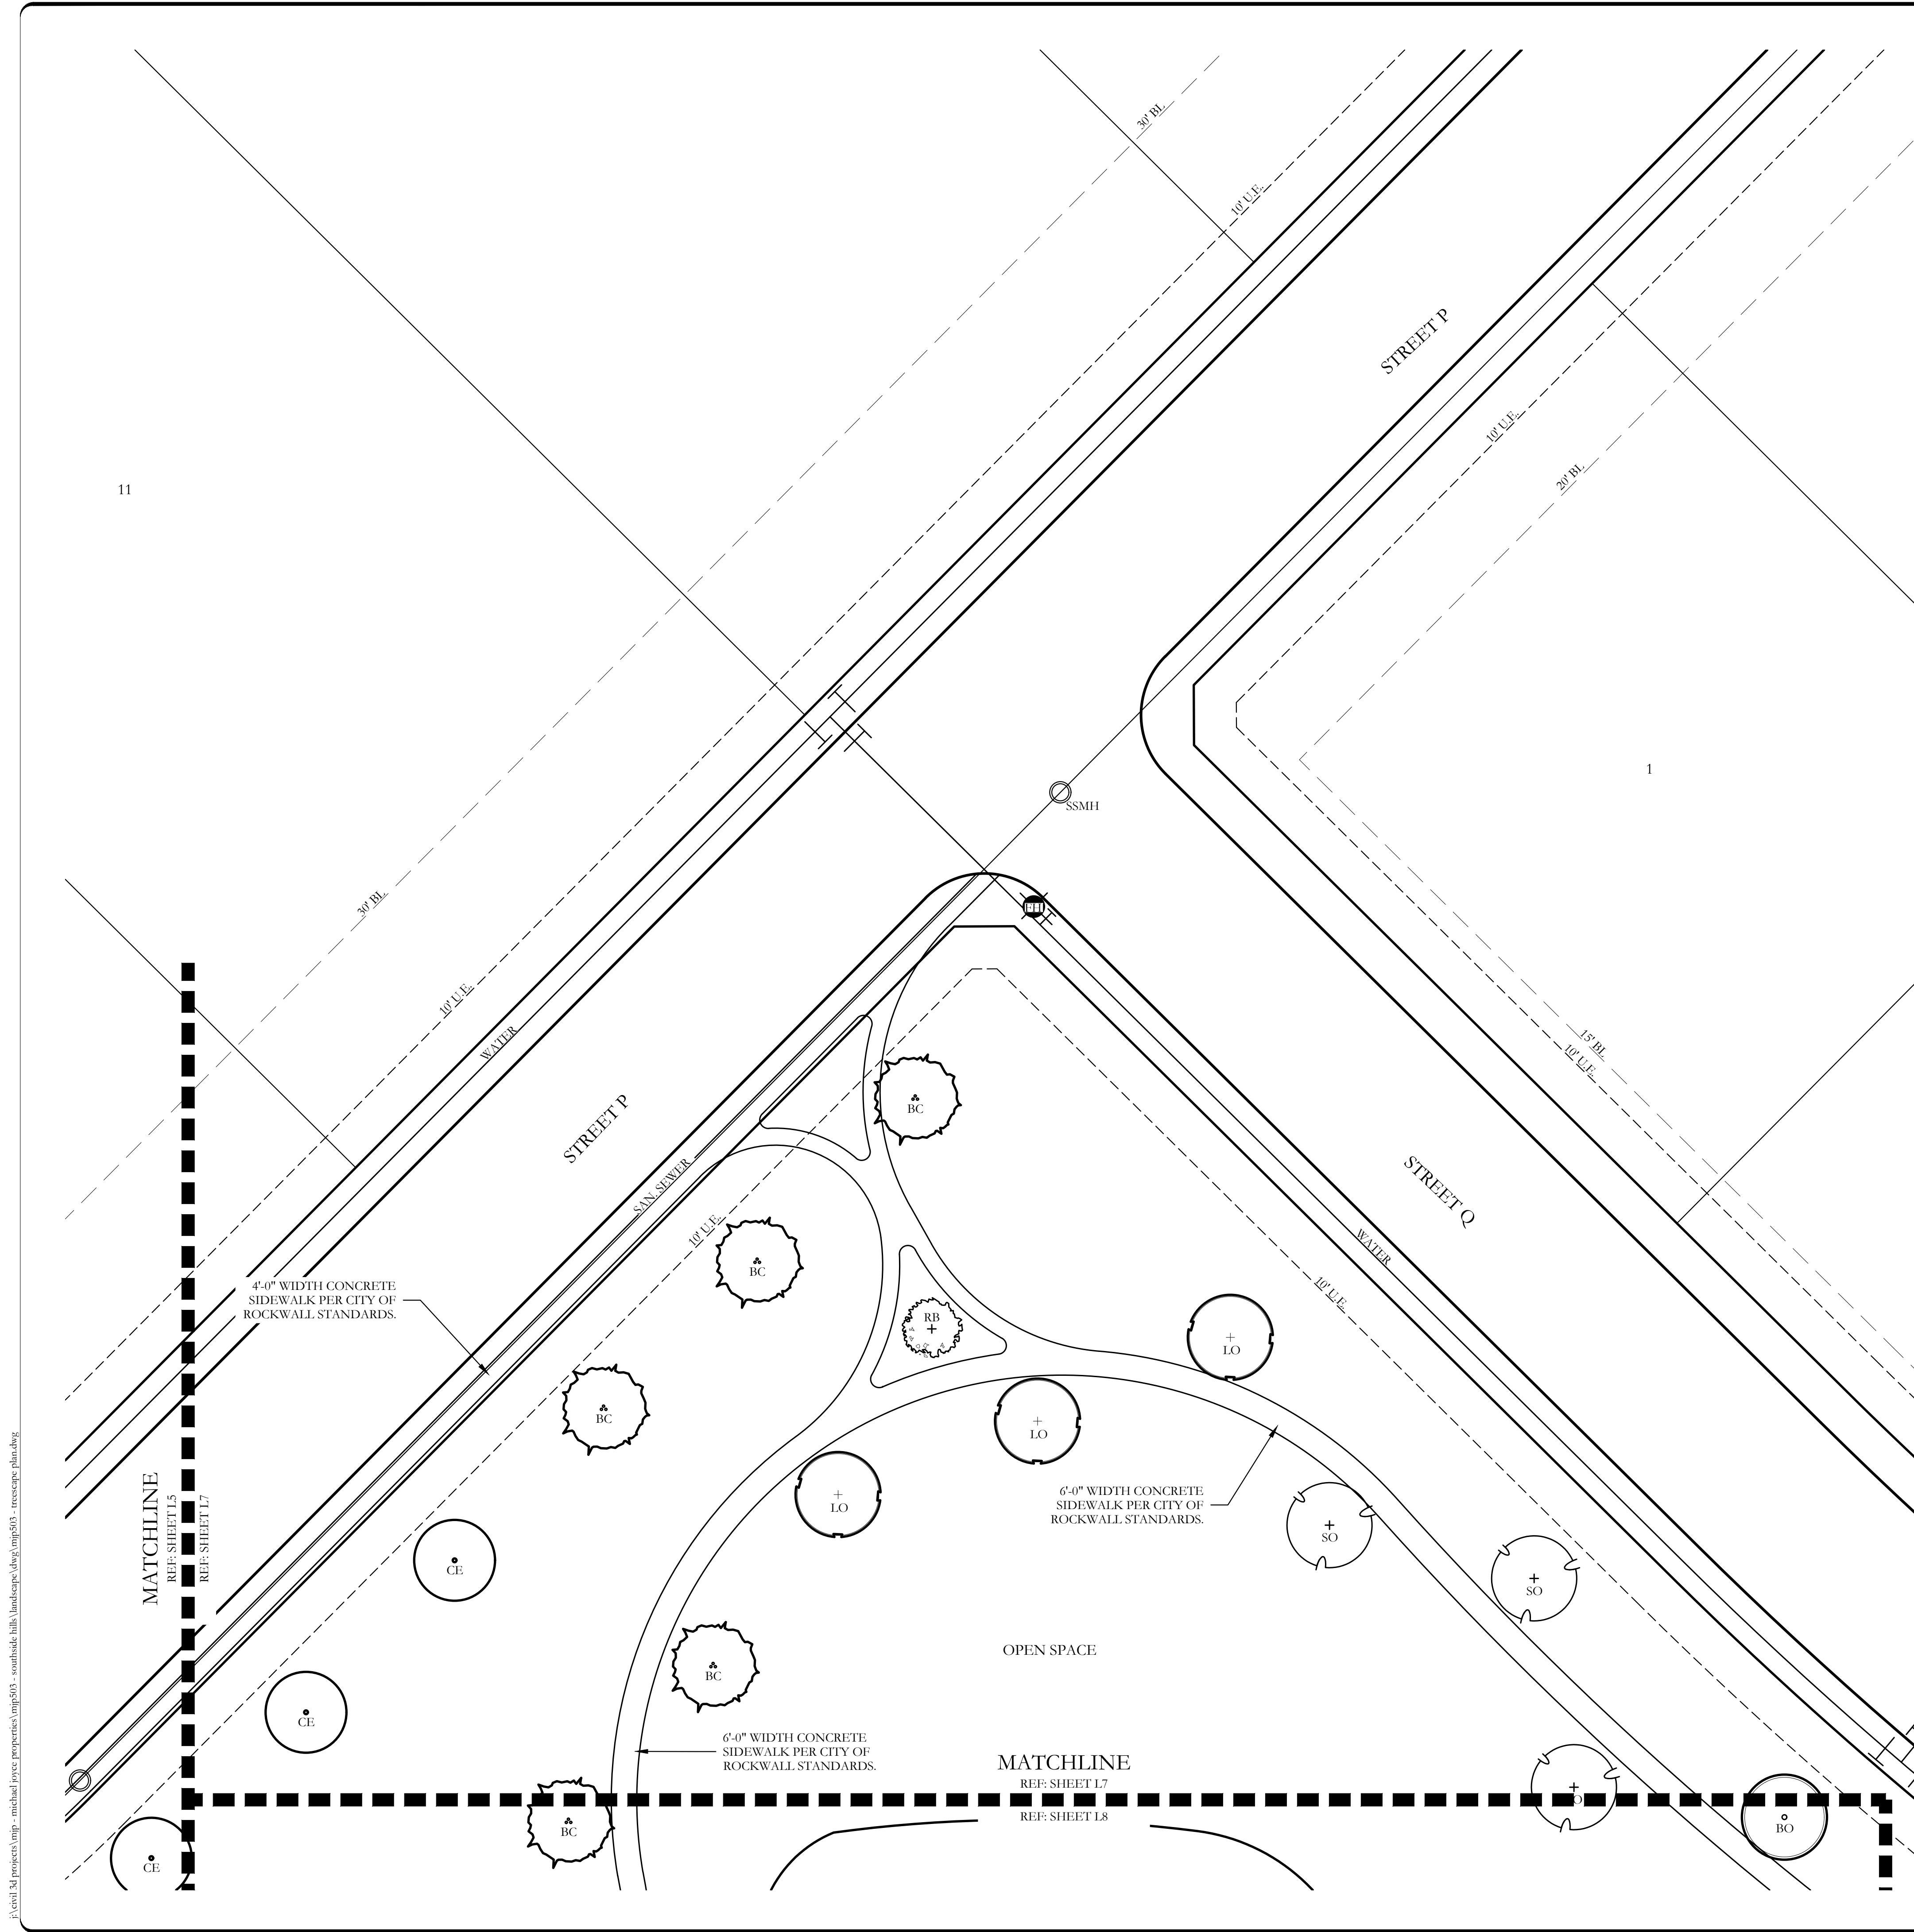 30' BL
10' U.E.
STREET P
10' U.E.
20' BL
11
1
SSMH
30' BL
FH
10' U.E.
WATER
15' BL
10' U.E.
BC
STREET P
SAN. SEWER
STREET Q
10' U.E.
WATER
BC
10' U.E.
4'-0" WIDTH CONCRETE
SIDEWALK PER CITY OF
ROCKWALL STANDARDS.
RB
LO
BC
LO
LO
6'-0" WIDTH CONCRETE
SIDEWALK PER CITY OF
ROCKWALL STANDARDS.
SO
MATCHLINE
REF: SHEET L5
REF: SHEET L7
CE
SO
OPEN SPACE
BC
CE
6'-0" WIDTH CONCRETE
SIDEWALK PER CITY OF
ROCKWALL STANDARDS.
MATCHLINE
REF: SHEET L7
REF: SHEET L8
BC
BO
CE
j:\civil 3d projects\mjp - michael joyce properties\mjp503 - southside hills\landscape\dwg\mjp503 - treescape plan.dwg